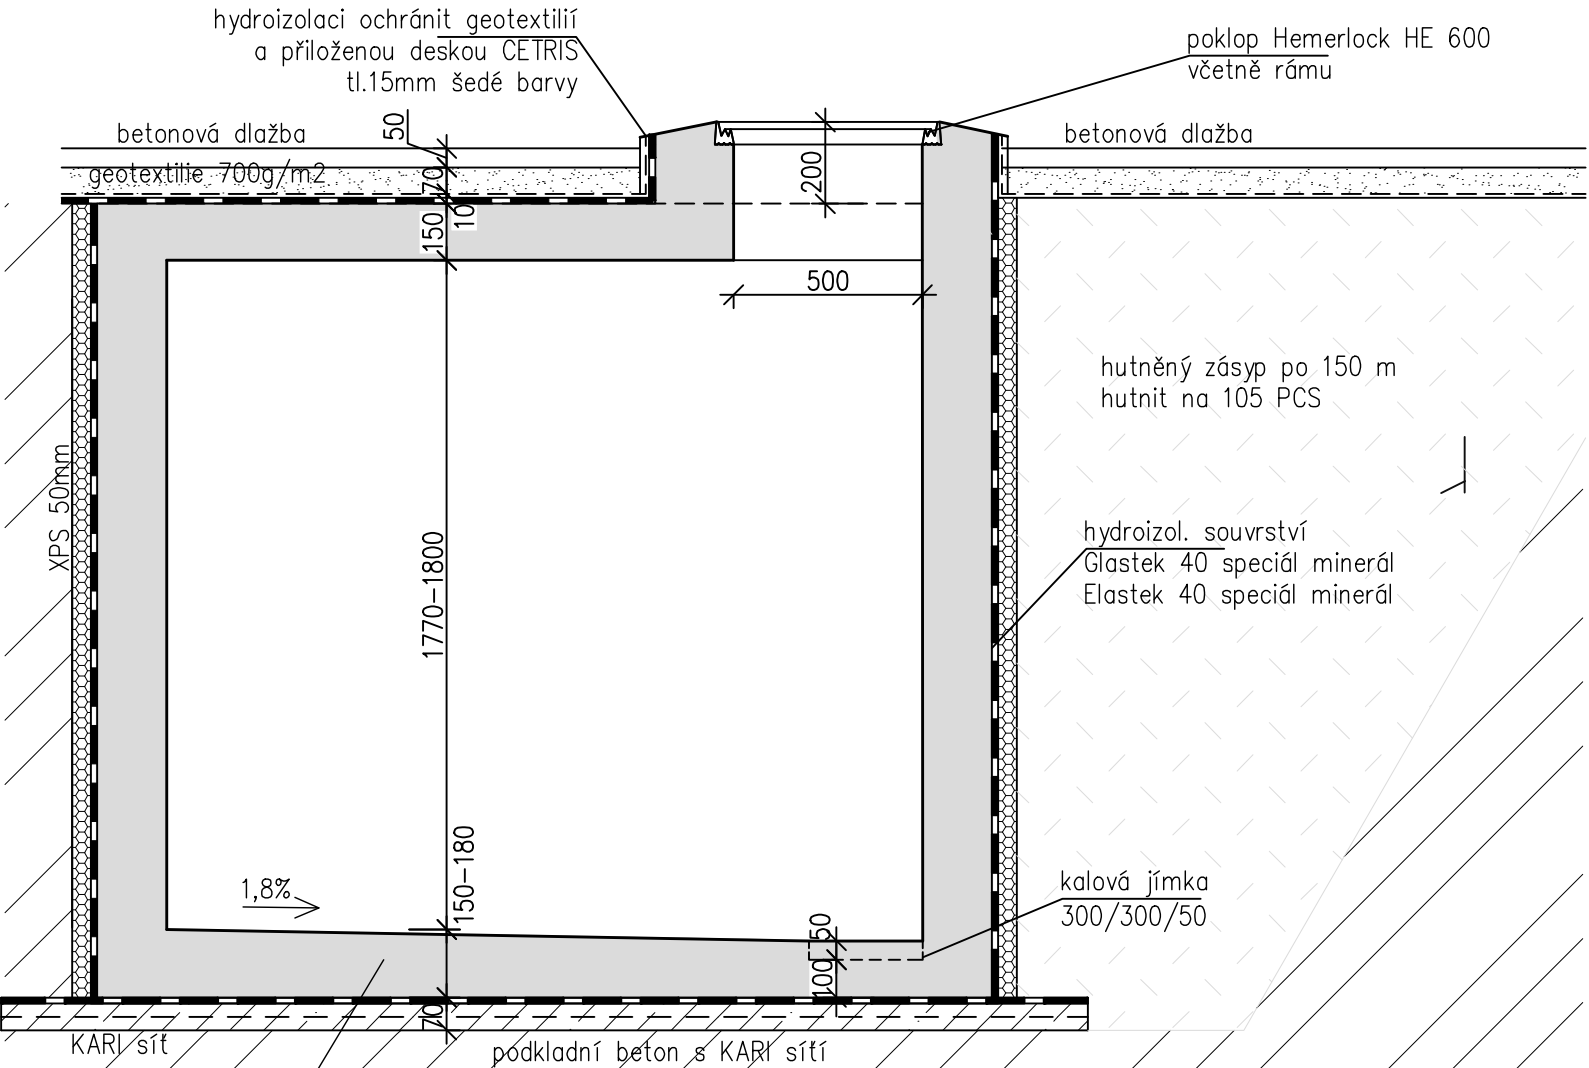 hydroizolaci ochránit geotextilií
a přiloženou deskou CETRIS
tl.15mm šedé barvy
poklop Hemerlock HE 600
včetně rámu
betonová dlažba
50
betonová dlažba
geotextilie 700g/m2
70
10
200
150
500
hutněný zásyp po 150 m
hutnit na 105 PCS
XPS 50mm
1770-1800
hydroizol. souvrství
Glastek 40 speciál minerál
Elastek 40 speciál minerál
150-180
1,8%
kalová jímka
300/300/50
50
100
70
KARI síť
podkladní beton s KARI sítí